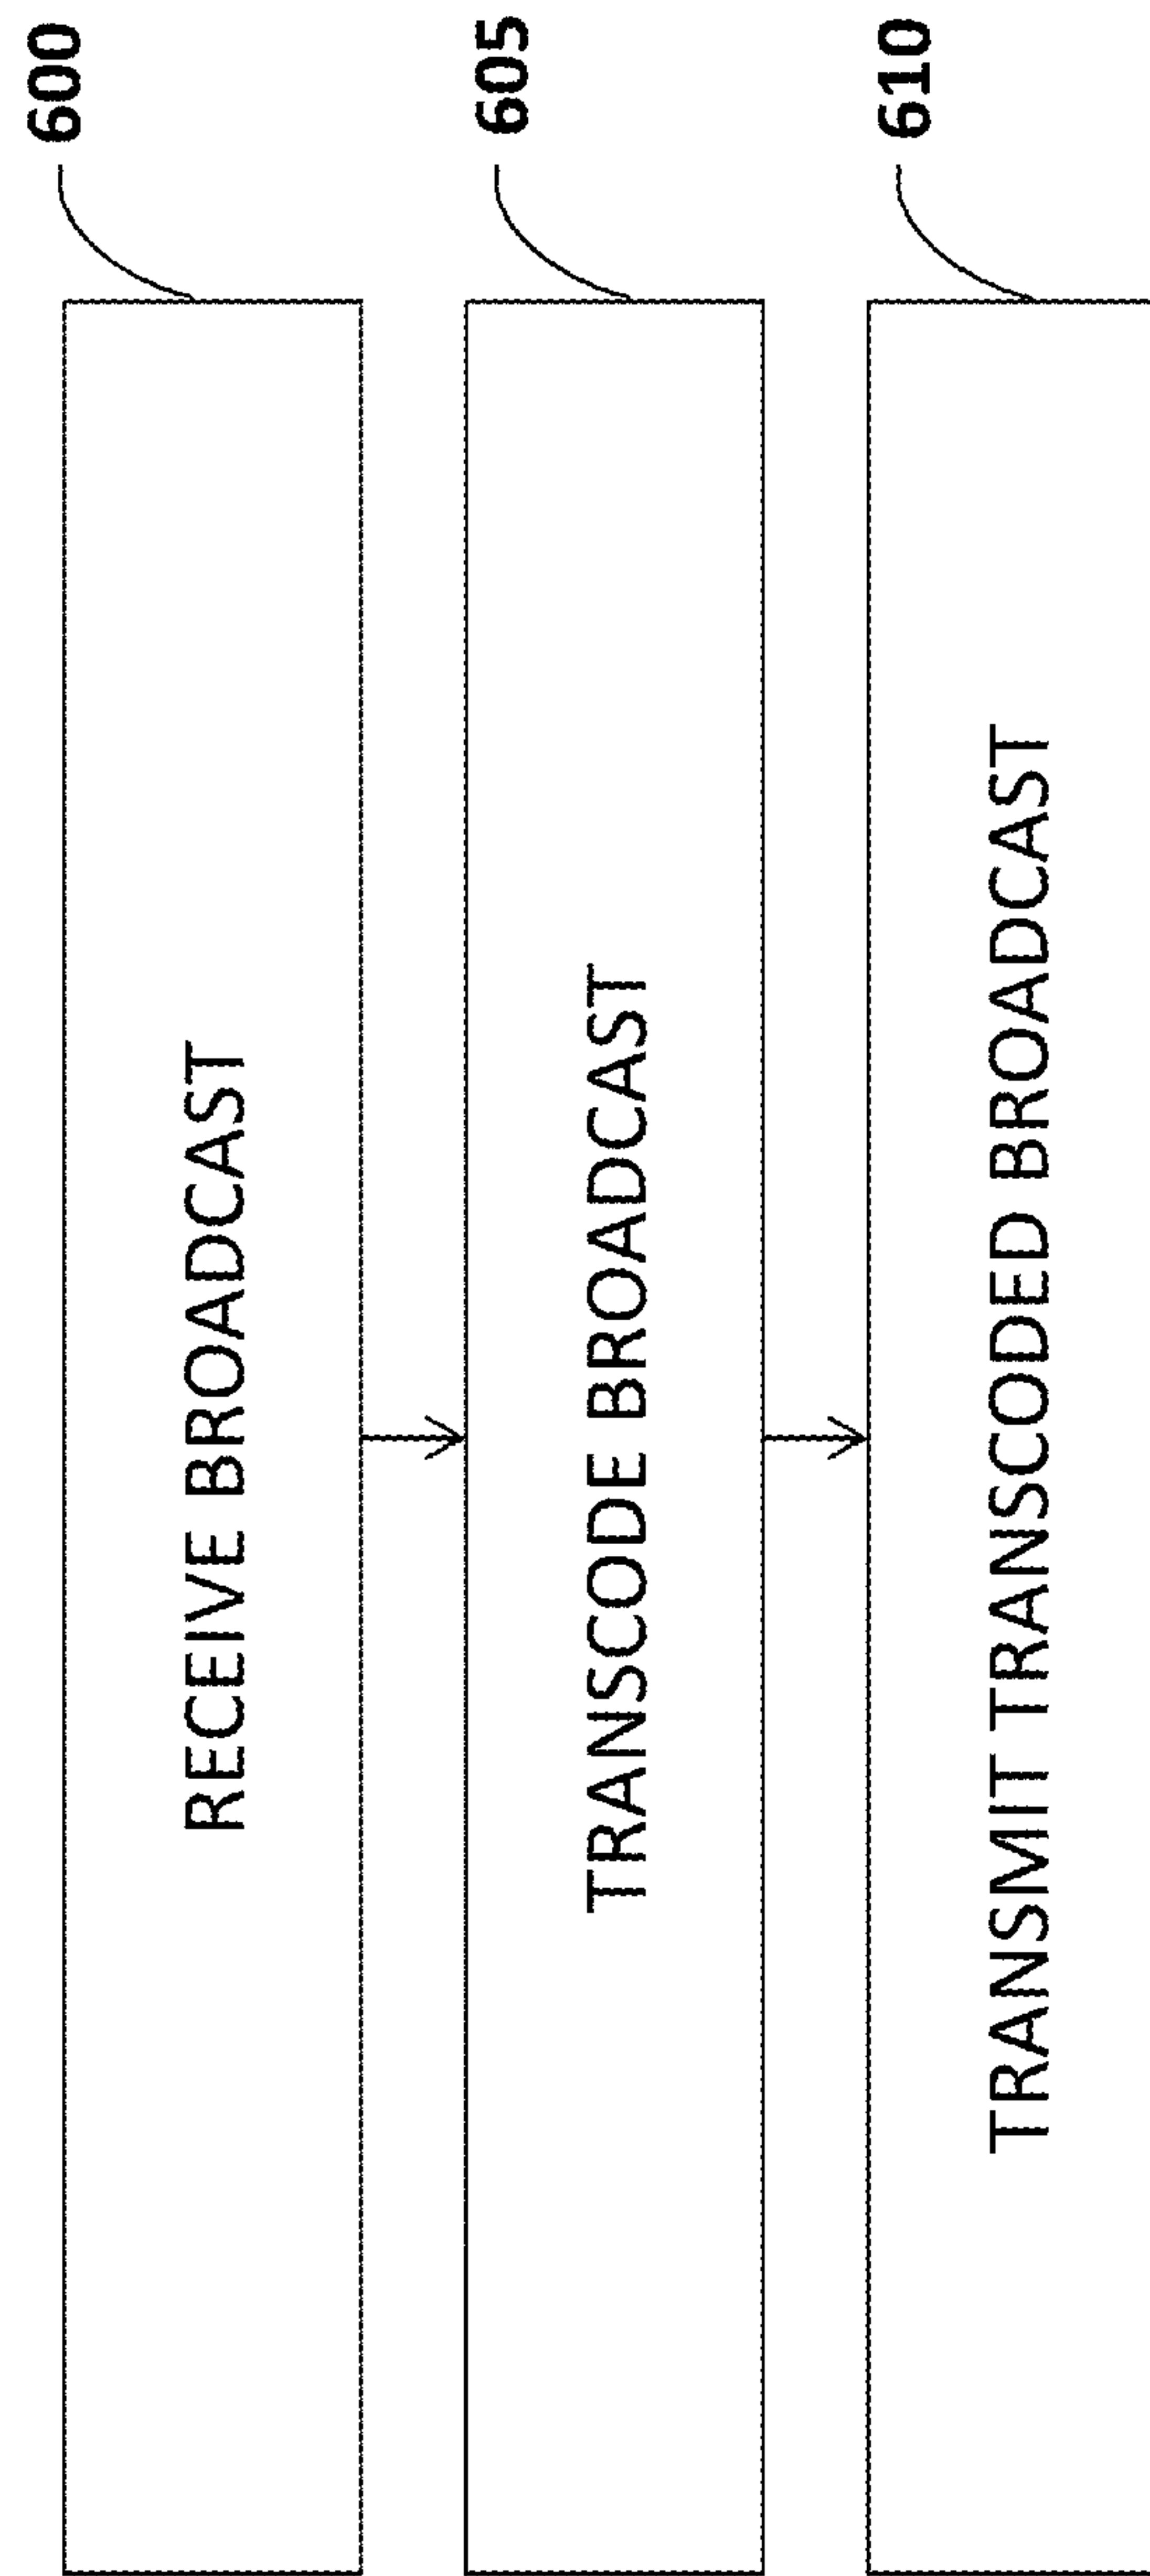 600
RECEIVE BROADCAST
605
TRANSCODE BROADCAST
610
TRANSMIT TRANSCODED BROADCAST